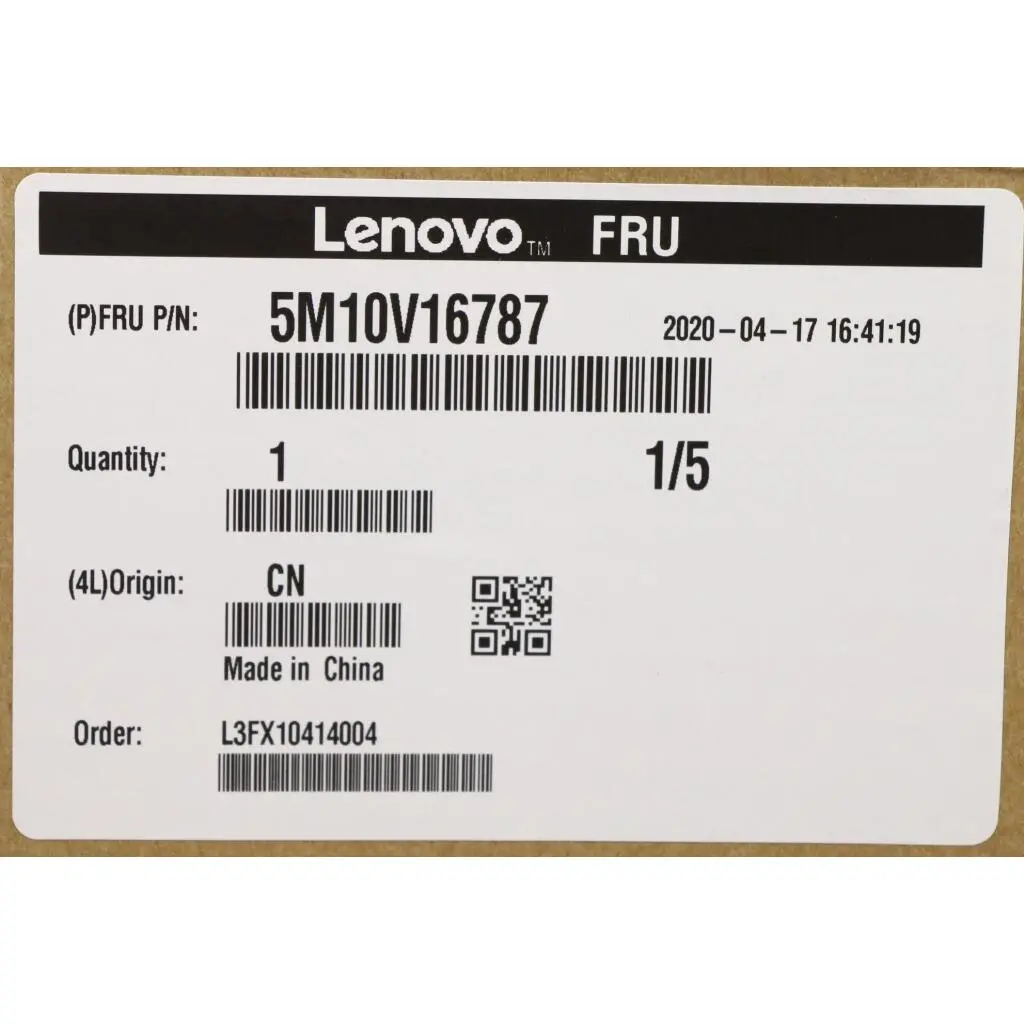 Lenovo™ FRU
(P)FRU P/N: 5M10V16787 2020-04-17 16:41:19
Quantity: 1 1/5
(4L)Origin: CN
Made in China
Order: L3FX10414004